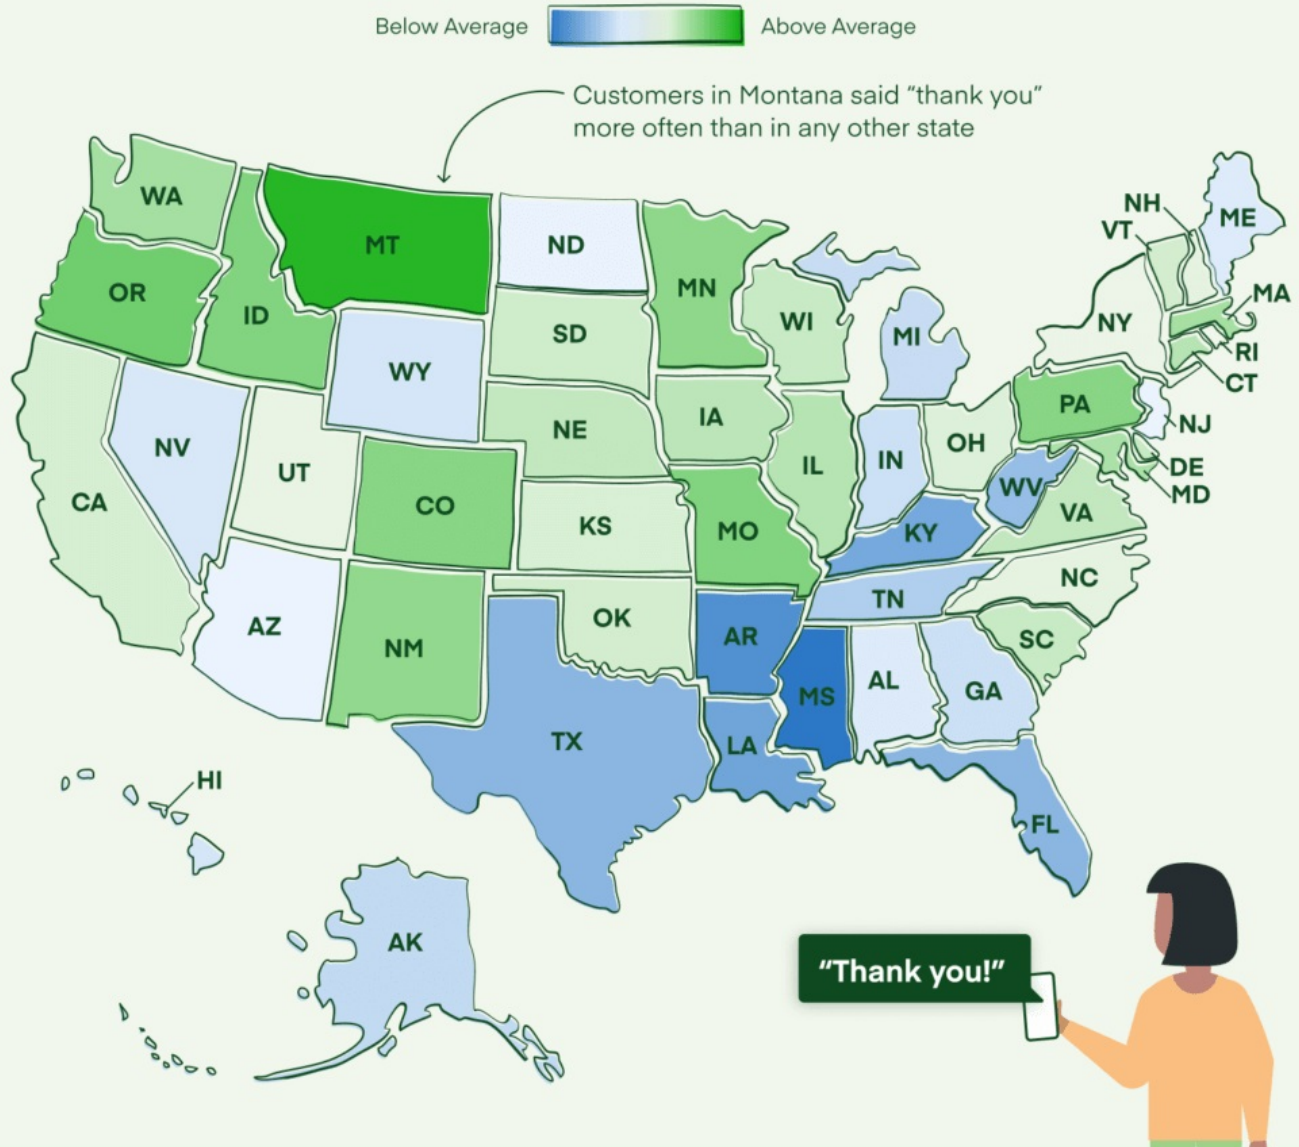 Below Average
Above Average
Customers in Montana said “thank you”
more often than in any other state
WA
MT
ND
MN
OR
ID
SD
WI
MI
NH
VT
ME
MA
NY
RI
CT
WY
NV
UT
CA
NE
IA
IL
IN
OH
PA
NJ
DE
MD
CO
KS
MO
KY
WV
VA
NC
TN
AZ
NM
OK
AR
SC
MS
AL
GA
TX
LA
FL
HI
AK
“Thank you!”